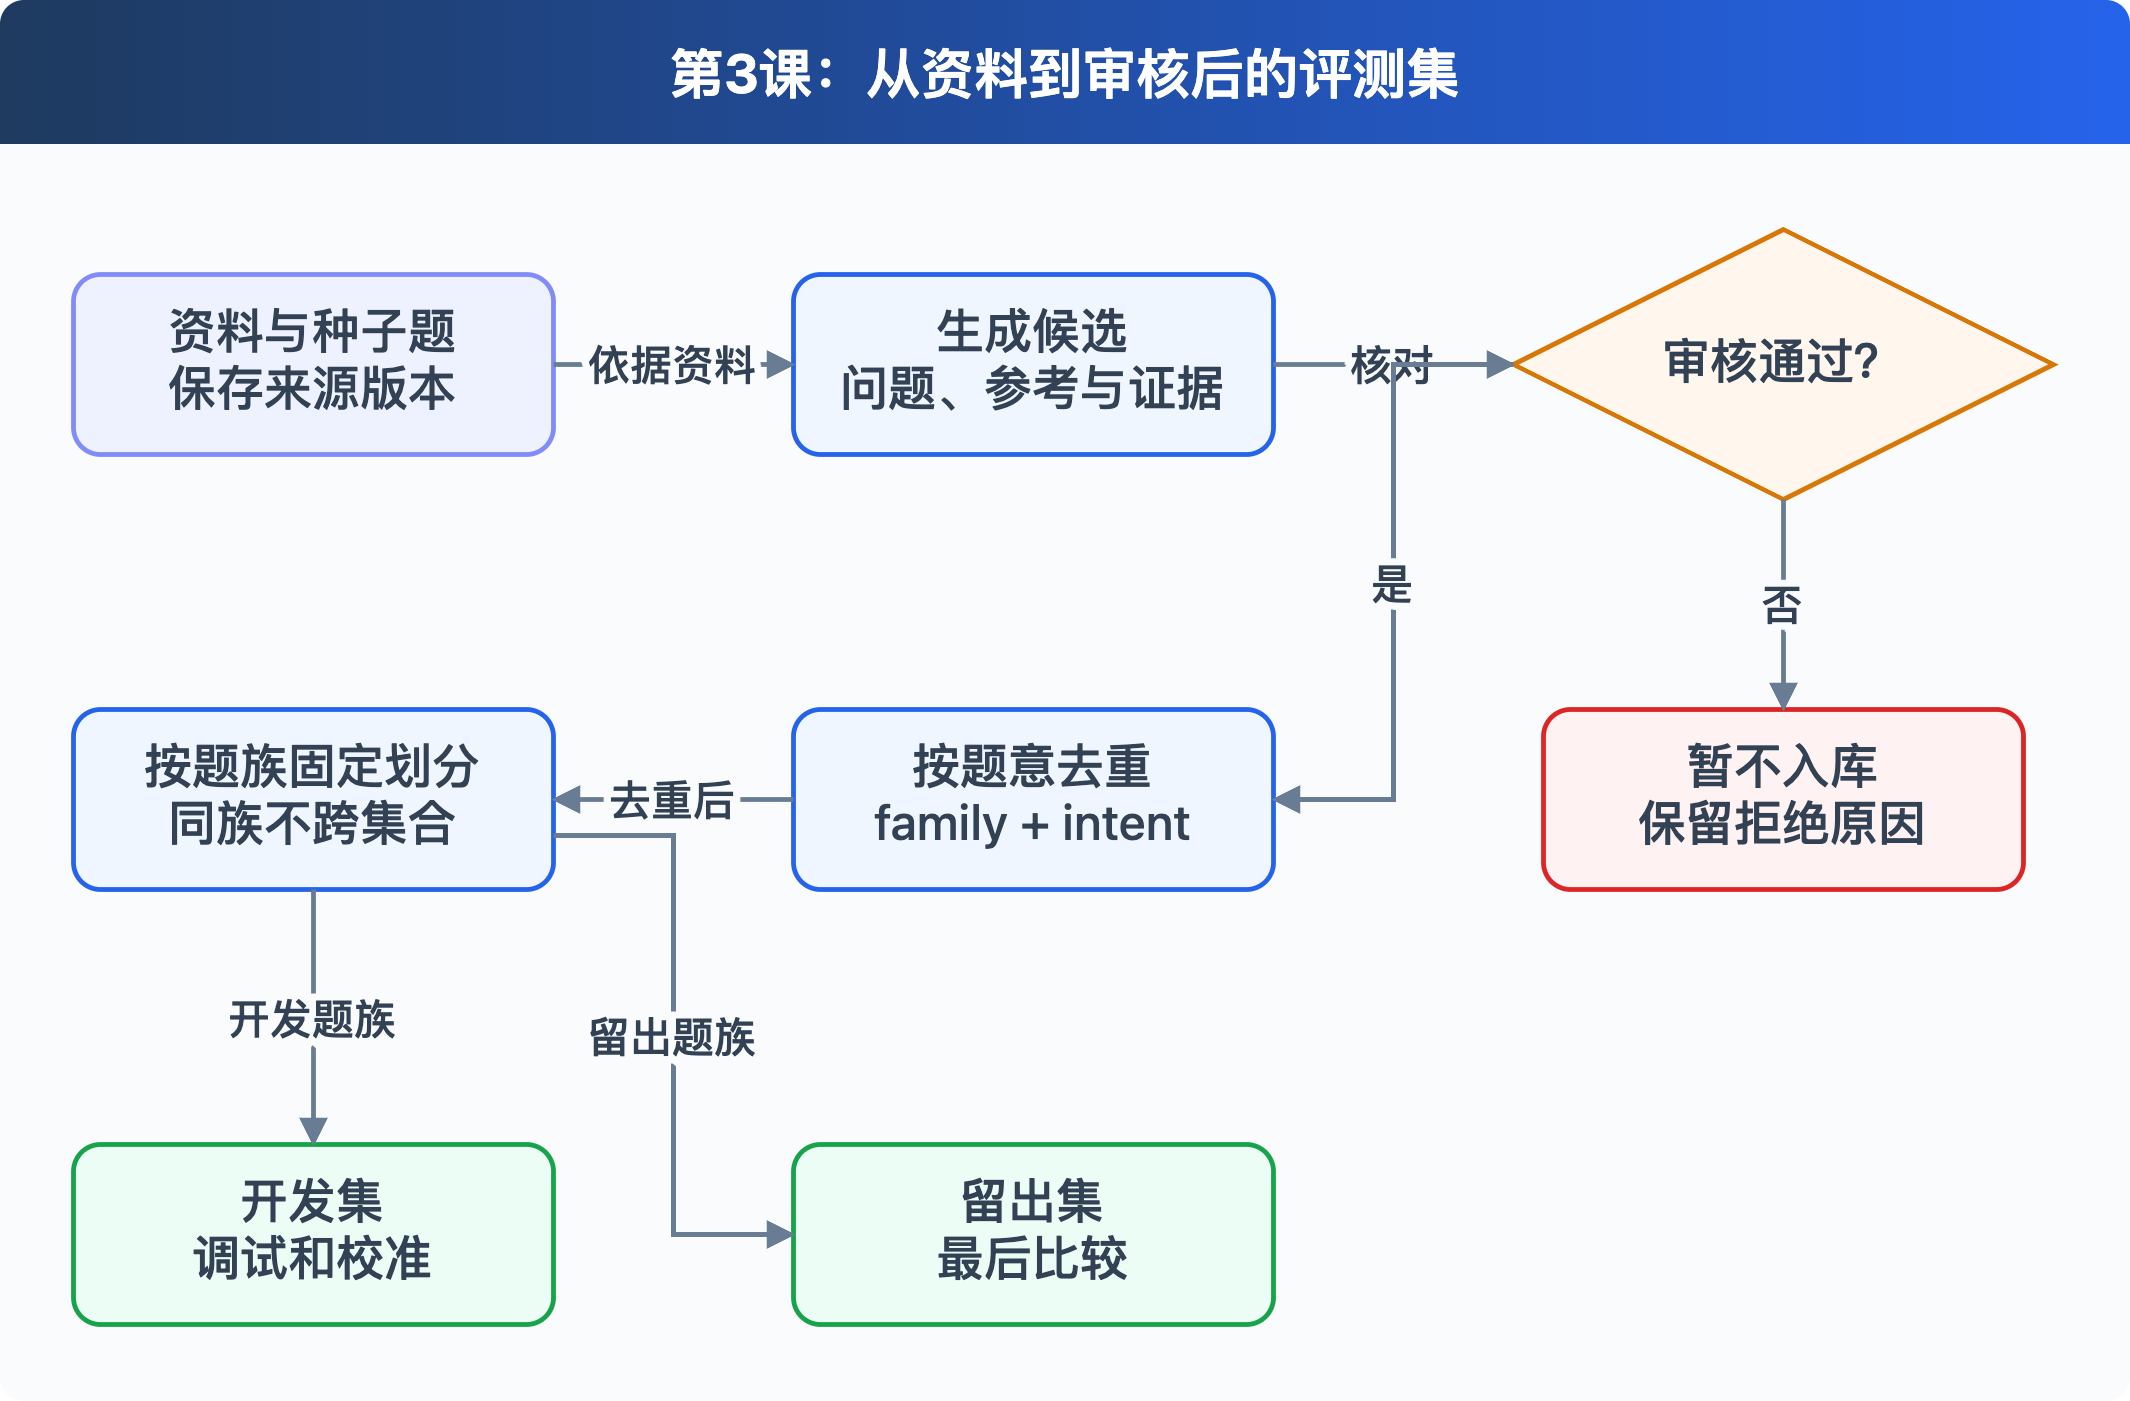 第3课：从资料到审核后的评测集
资料与种子题
保存来源版本
依据资料
生成候选
问题、参考与证据
核对
审核通过?
是
否
按题族固定划分
同族不跨集合
去重后
按题意去重
family + intent
暂不入库
保留拒绝原因
开发题族
留出题族
开发集
调试和校准
留出集
最后比较